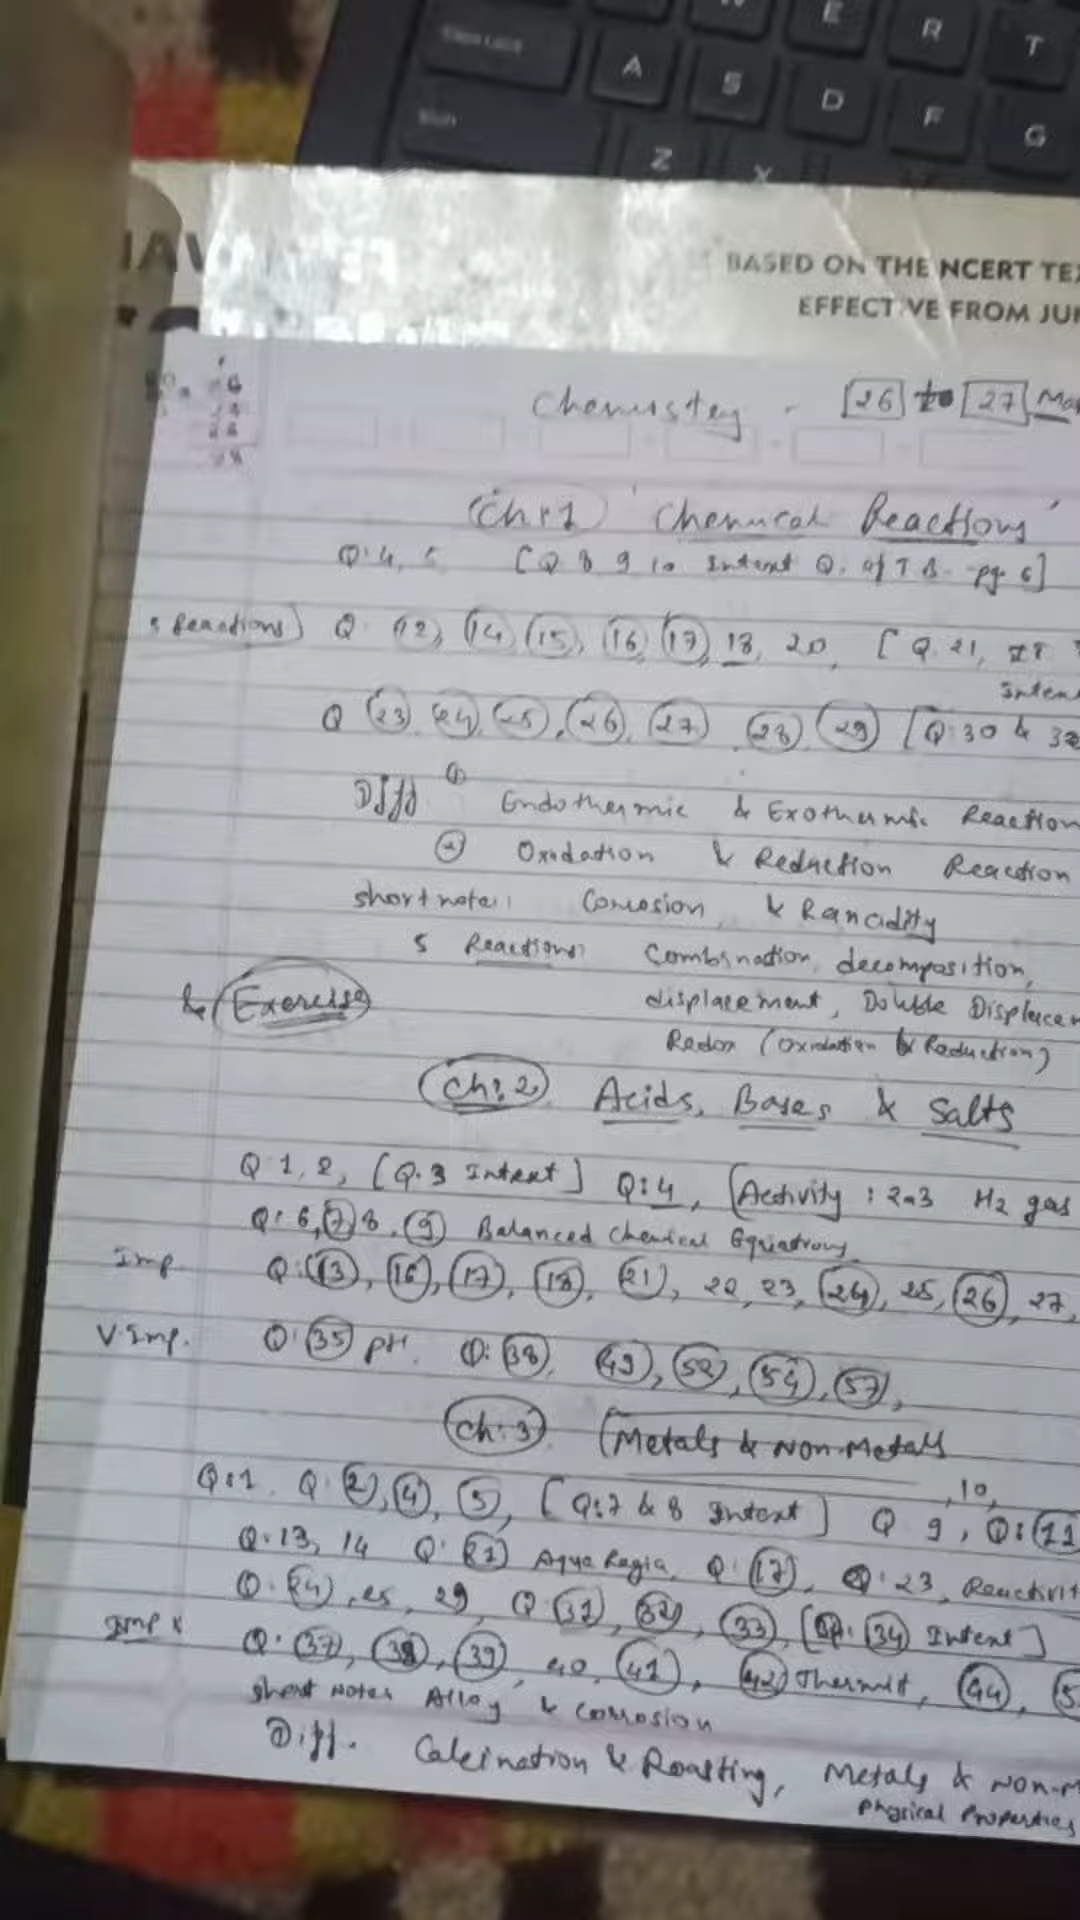 E R T
A S D F G
Z X
BASED ON THE NCERT TE
EFFECTIVE FROM JU
Chemistry - 26 to 27
Ch:1 Chemical Reactions
Q:4, [Q 8 9 10 Intext Q. of T.B. pg. 6]
5 Reactions] Q. 12, 14, 15, 16, 17, 18, 20, [Q. 21,
Q 23, 24, 25, 26, 27, 28, 29 [Q:30 &
Diff ① Endothermic & Exothermic Reaction
② Oxidation & Reduction Reaction
short note: Corrosion & Rancidity
5 Reactions: Combination, decomposition,
& Exercise displacement, Double
Redox (Oxidation & Reduction)
Ch:2 Acids, Bases & Salts
Q 1, 2, [Q.3 Intext] Q:4, [Activity : 2.3 H2 gas
Q: 6, 7, 8, 9 Balanced Chemical Equations
Imp Q: 13, 16, 17, 18, 21, 22, 23, 24, 25, 26, 27,
V.Imp. Q: 35 pH. Q: 38, 49, 52, 54, 57,
Ch:3 Metals & Non-Metals
Q:1. Q: 2, 4, 5, [Q:7 & 8 Intext] Q 9, 10, Q: 11
Q:13, 14 Q: Aqua Regia, Q: 17, Q:23,
Q: 24, 25, 29, Q: 31, 32, 33, [Q: 34 Intext]
Imp Q: 37, 38, 39, 40, 41, 42 Thermit, 44,
short notes Alloy & Corrosion
Diff. Calcination & Roasting, Metals &
Physical Properties